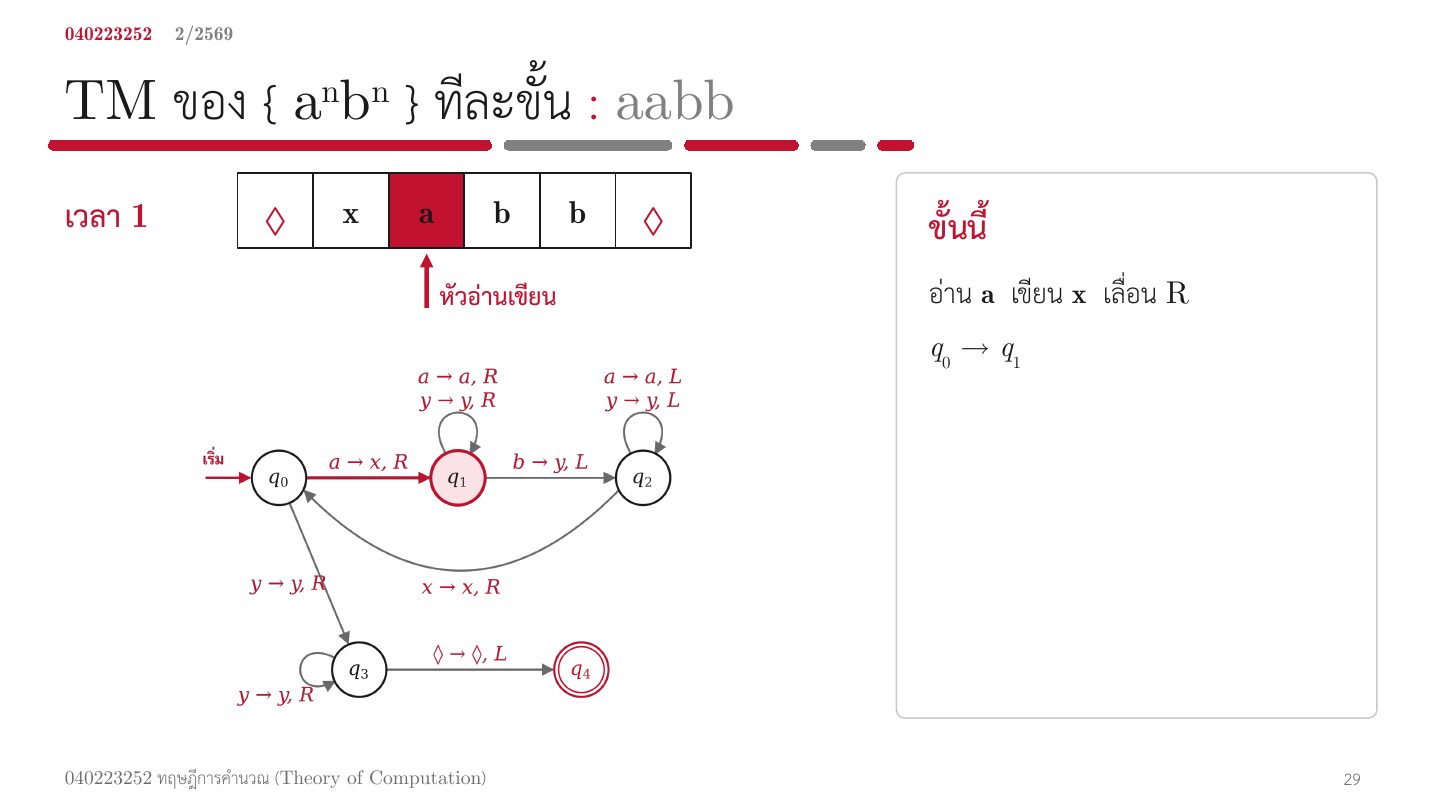 040223252 2/2569
TM ของ { aⁿbⁿ } ทีละขั้น : aabb
เวลา 1
◊ x a b b ◊
หัวอ่านเขียน
ขั้นนี้
อ่าน a เขียน x เลื่อน R
q₀ → q₁
a → a, R
y → y, R
a → a, L
y → y, L
เริ่ม
q₀
a → x, R
q₁
b → y, L
q₂
y → y, R
x → x, R
q₃
◊ → ◊, L
q₄
y → y, R
040223252 ทฤษฎีการคำนวณ (Theory of Computation)
29